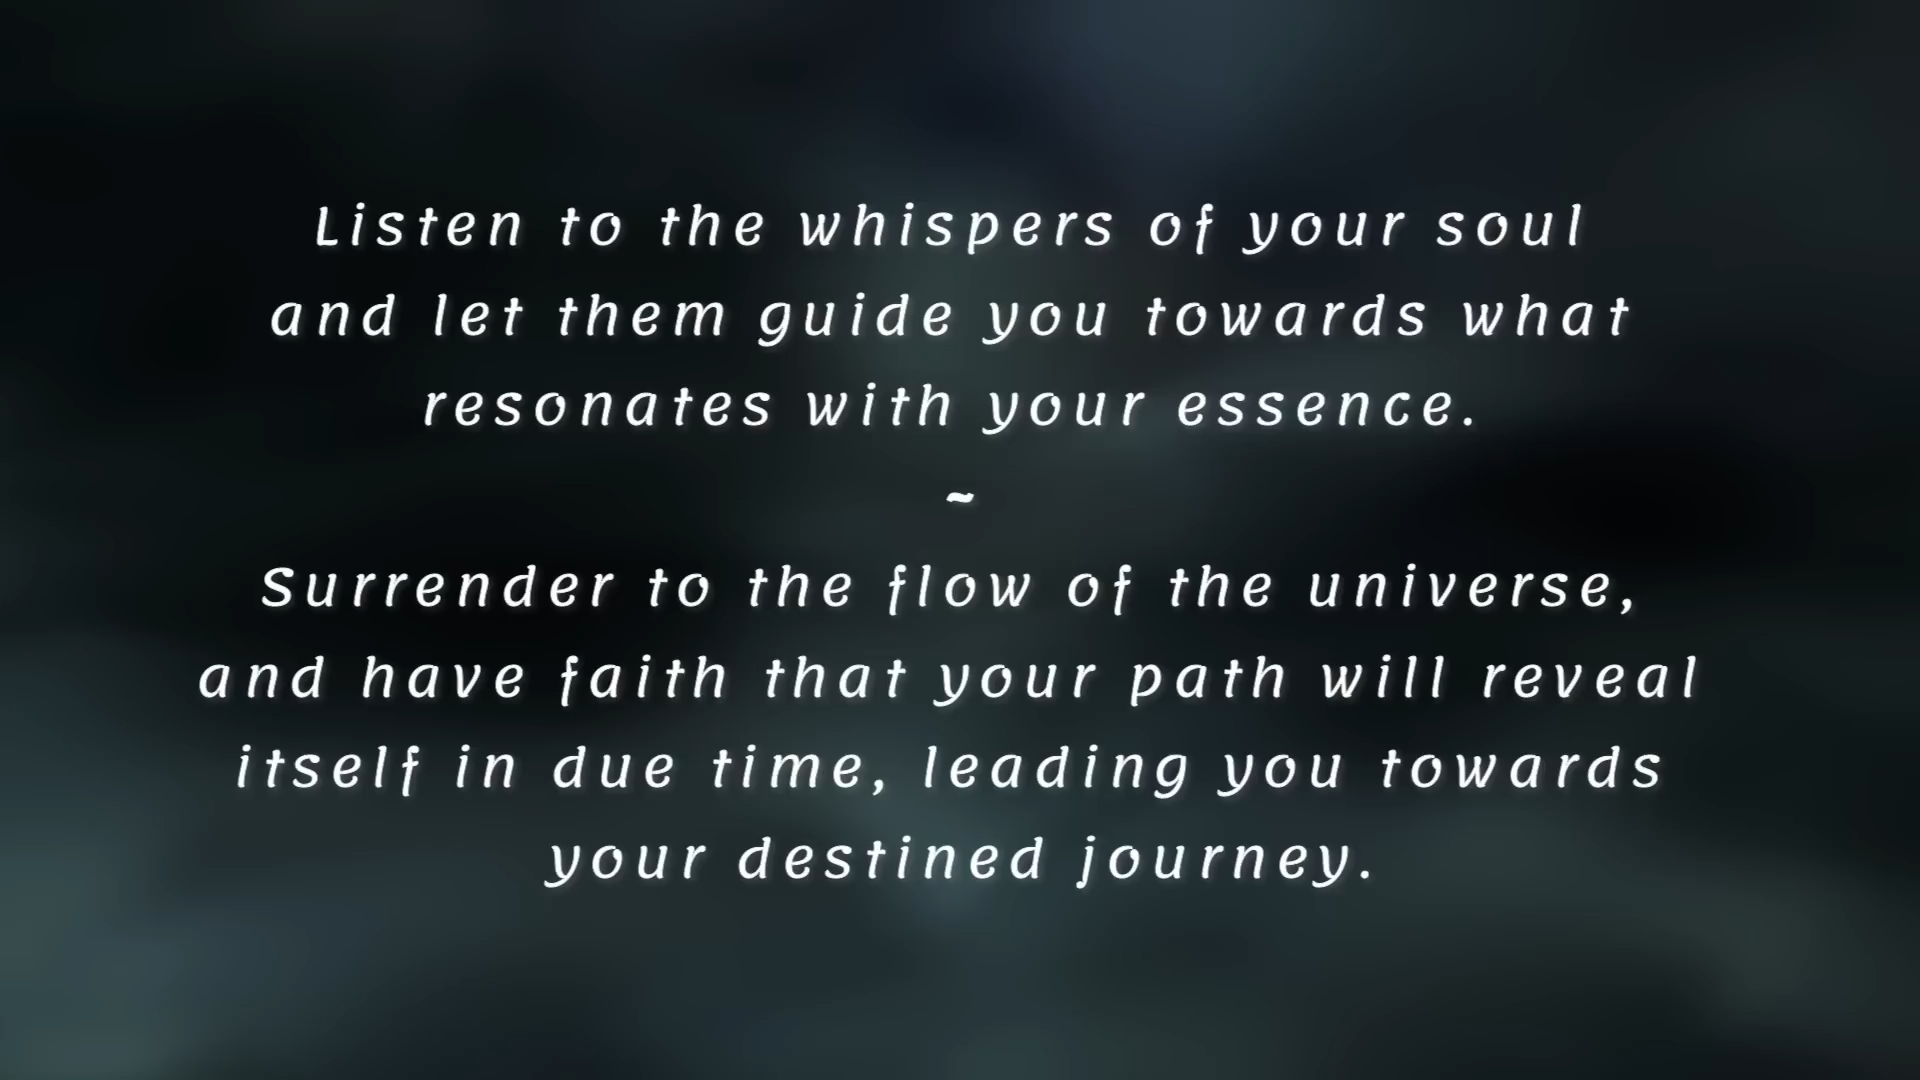 Listen to the whispers of your soul
and let them guide you towards what
resonates with your essence.
~
Surrender to the flow of the universe,
and have faith that your path will reveal
itself in due time, leading you towards
your destined journey.